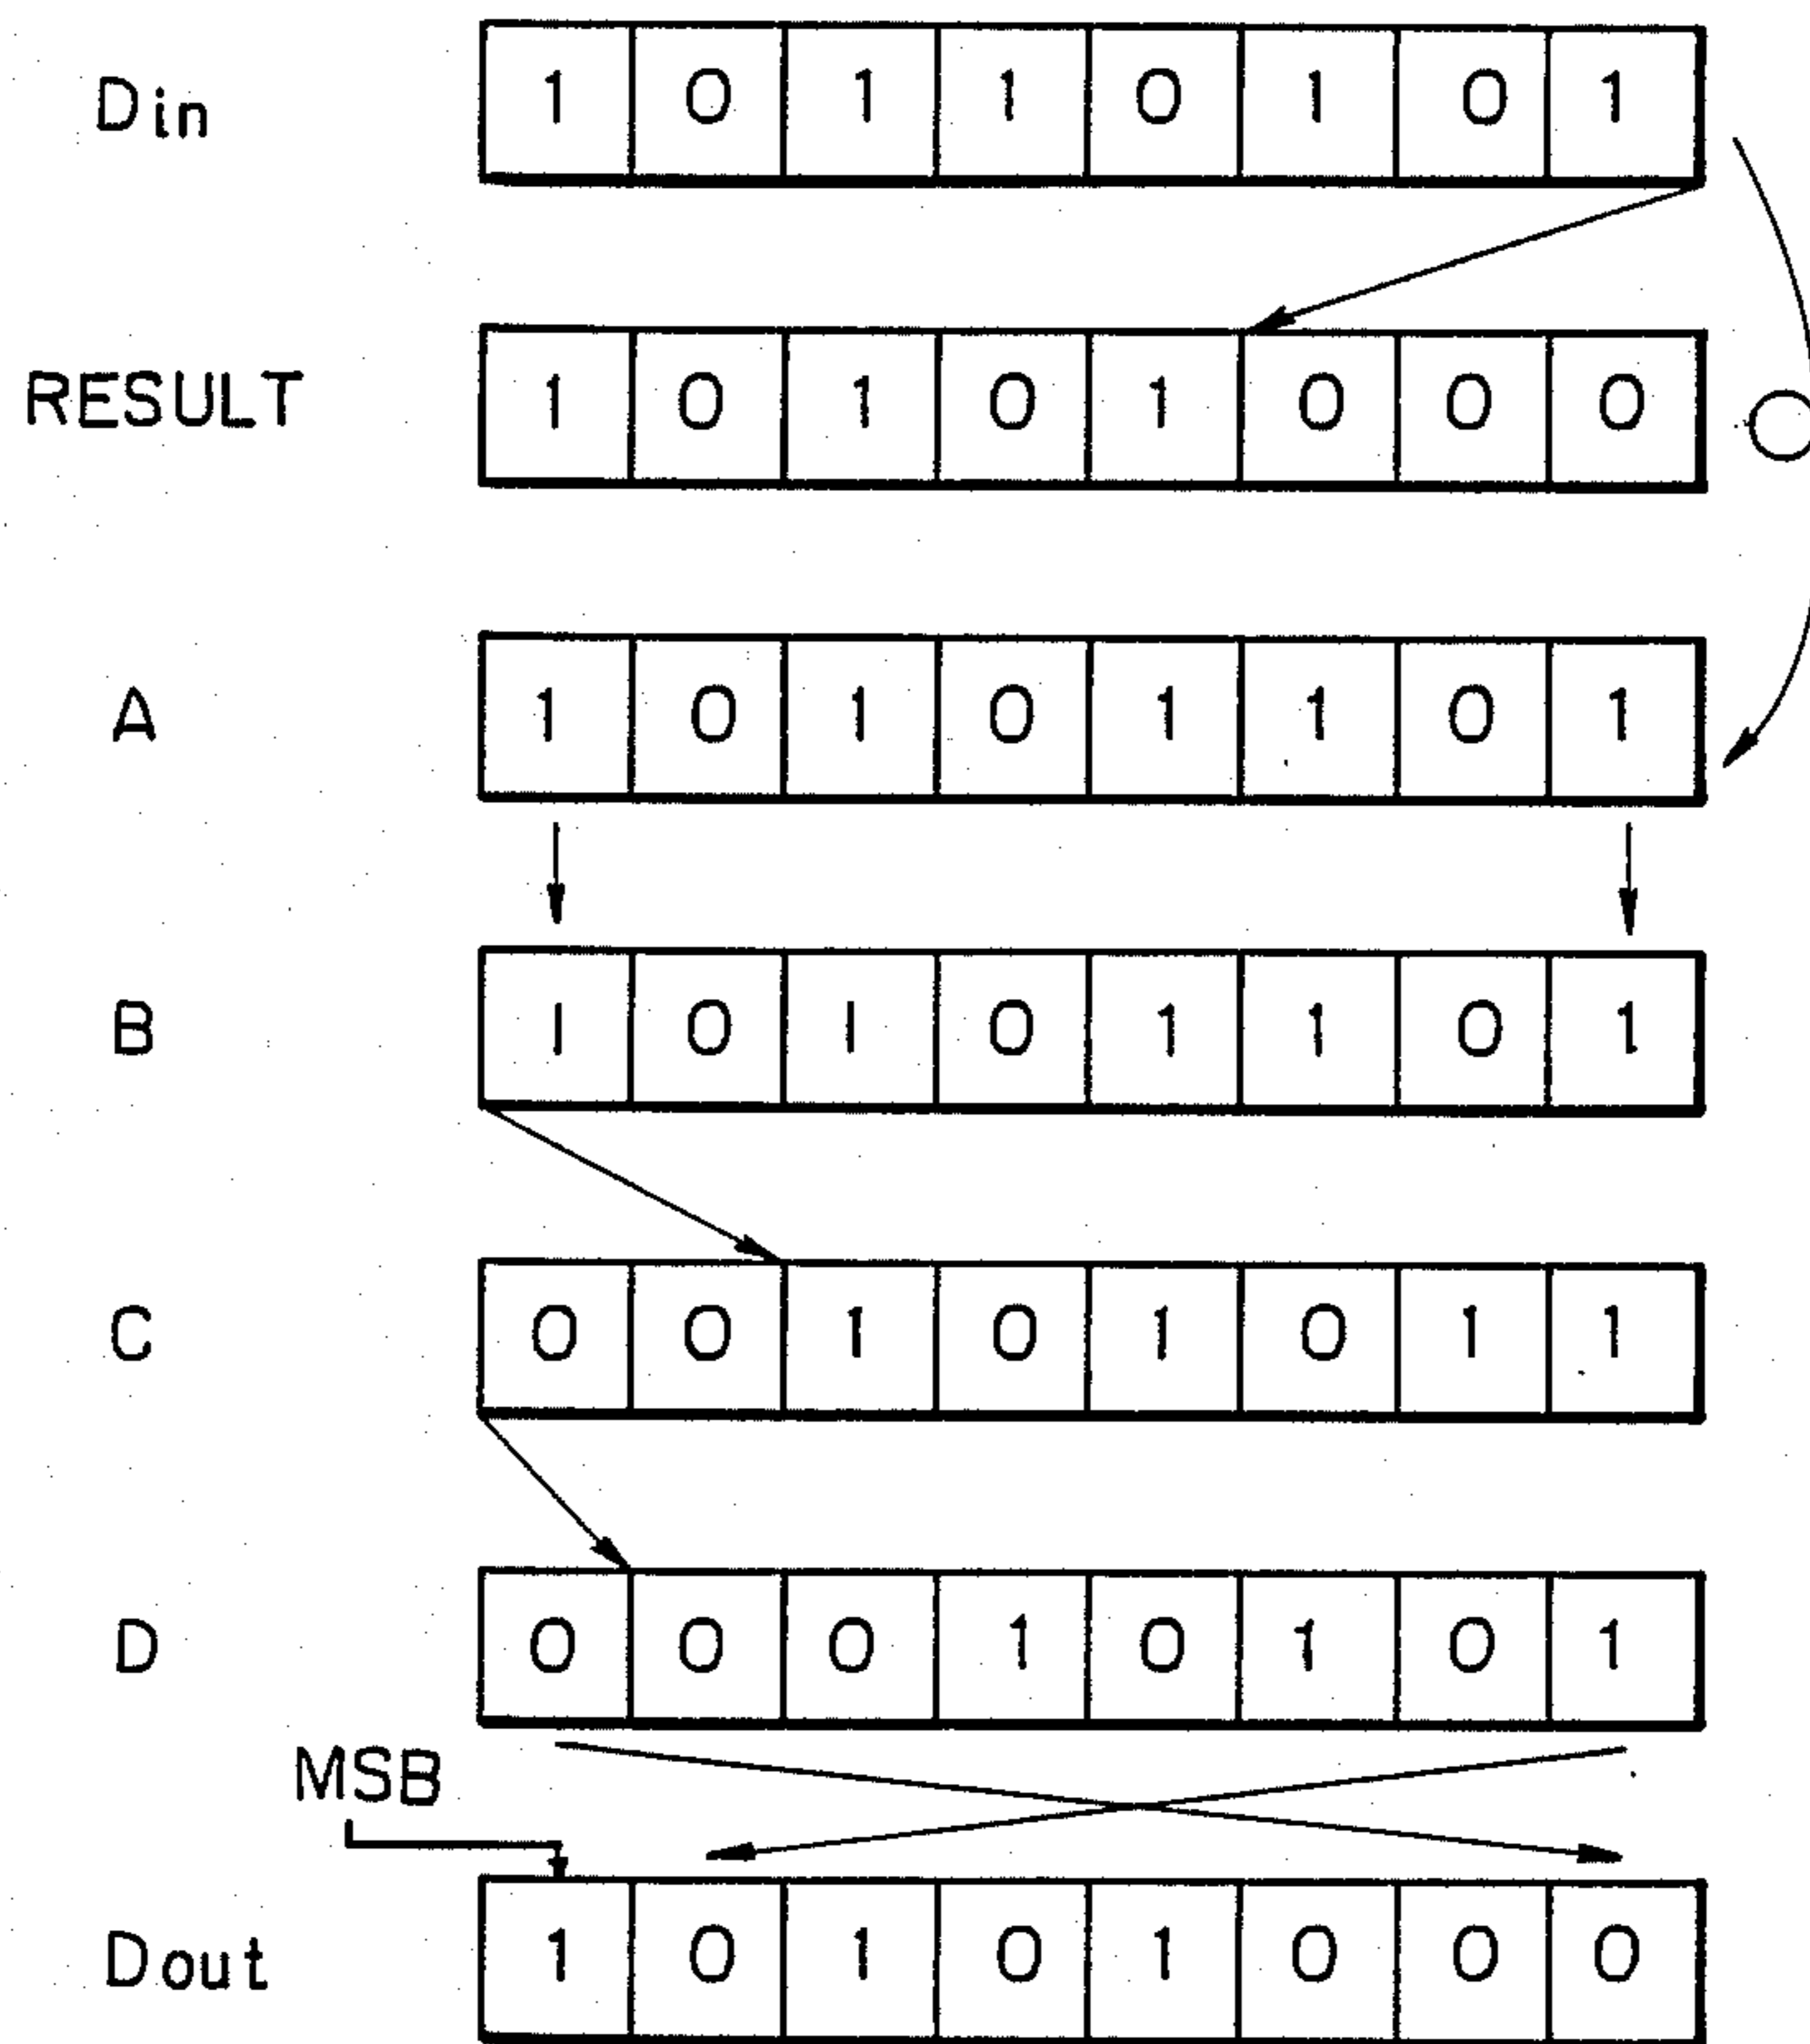 Din 1 0 1 1 0 1 0 1
RESULT 1 0 1 0 1 0 0 0
A 1 0 1 0 1 1 0 1
B 1 0 1 0 1 1 0 1
C 0 0 1 0 1 0 1 1
D 0 0 0 1 0 1 0 1
MSB
Dout 1 0 1 0 1 0 0 0